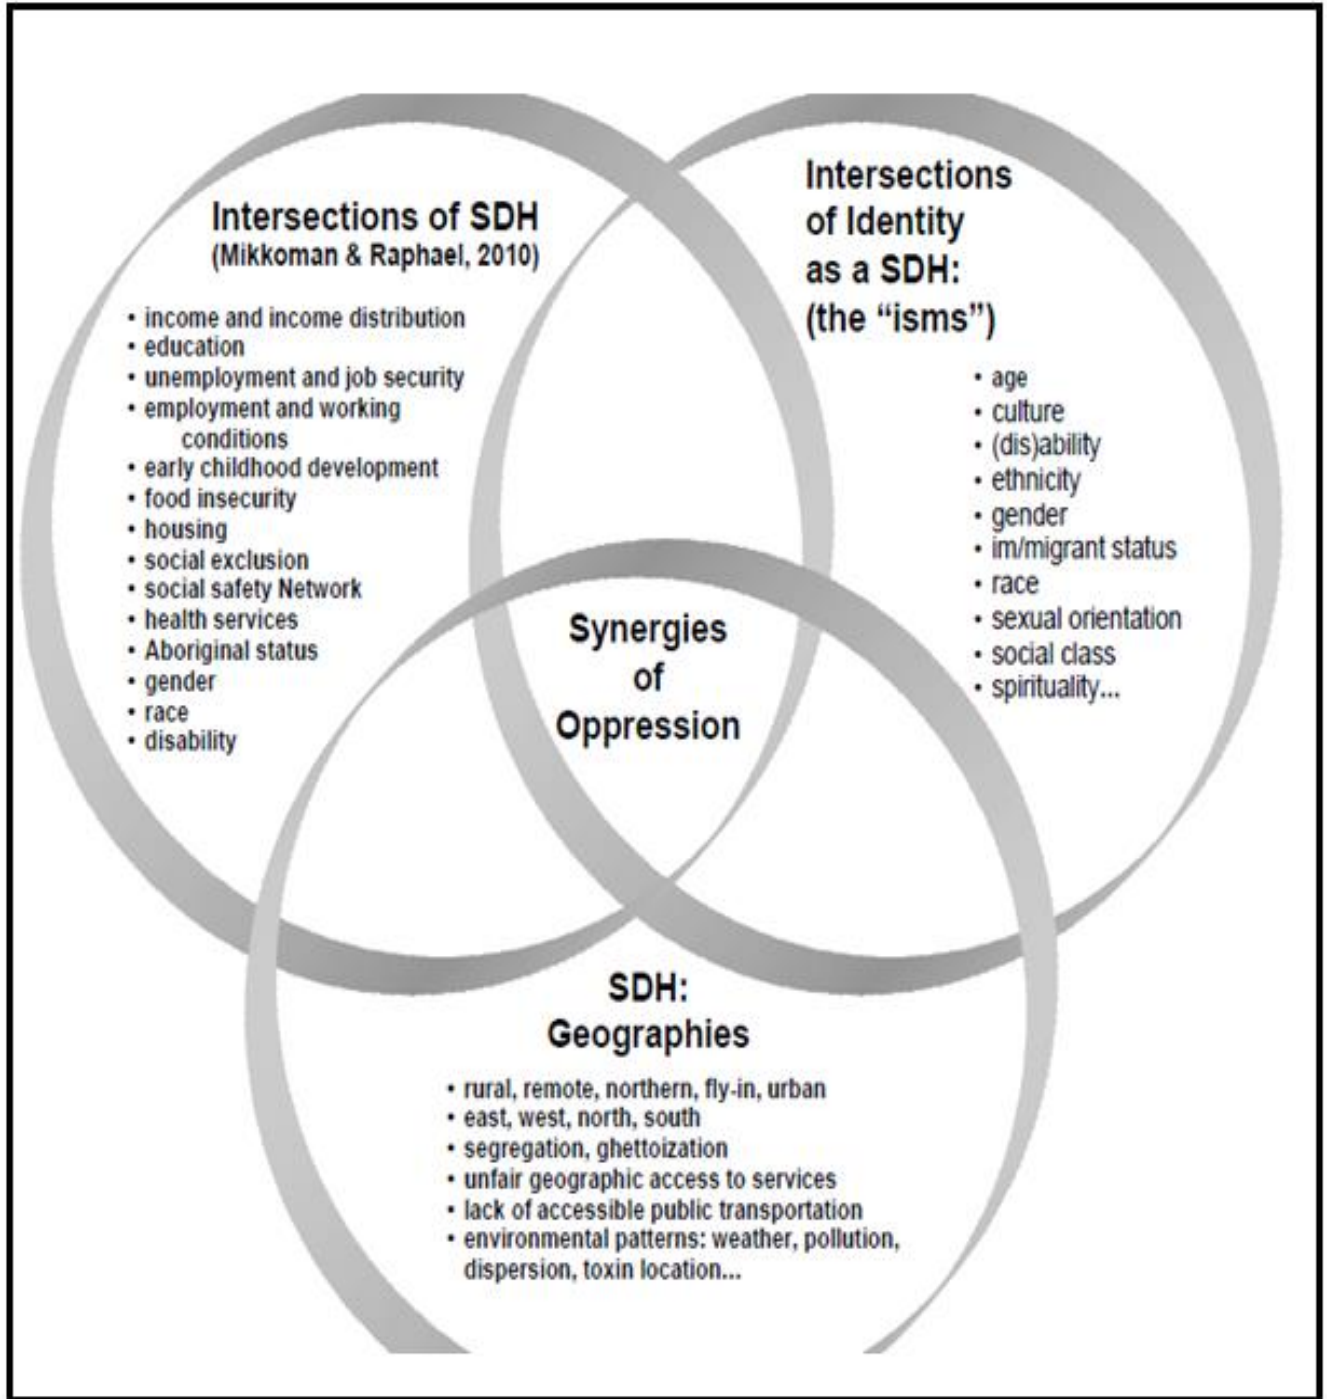 Intersections of SDH
(Mikkoman & Raphael, 2010)
• income and income distribution
• education
• unemployment and job security
• employment and working
conditions
• early childhood development
• food insecurity
• housing
• social exclusion
• social safety Network
• health services
• Aboriginal status
• gender
• race
• disability
Intersections
of Identity
as a SDH:
(the “isms”)
• age
• culture
• (dis)ability
• ethnicity
• gender
• im/migrant status
• race
• sexual orientation
• social class
• spirituality...
Synergies
of
Oppression
SDH:
Geographies
• rural, remote, northern, fly-in, urban
• east, west, north, south
• segregation, ghettoization
• unfair geographic access to services
• lack of accessible public transportation
• environmental patterns: weather, pollution,
dispersion, toxin location...